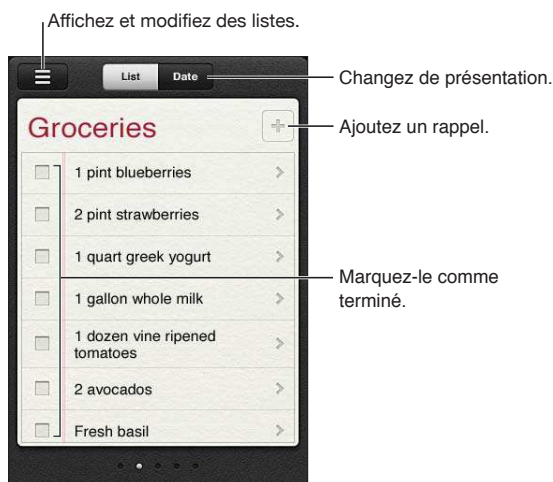 Affichez et modifiez des listes.
List Date
Changez de présentation.
Groceries
Ajoutez un rappel.
1 pint blueberries
2 pint strawberries
1 quart greek yogurt
Marquez-le comme
terminé.
1 gallon whole milk
1 dozen vine ripened
tomatoes
2 avocados
Fresh basil